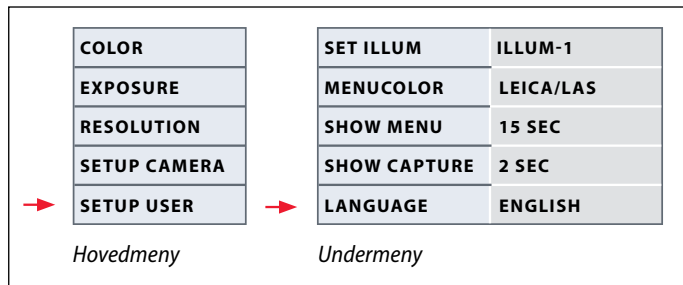 COLOR
EXPOSURE
RESOLUTION
SETUP CAMERA
SETUP USER
Hovedmeny
SET ILLUM ILLUM-1
MENUCOLOR LEICA/LAS
SHOW MENU 15 SEC
SHOW CAPTURE 2 SEC
LANGUAGE ENGLISH
Undermeny